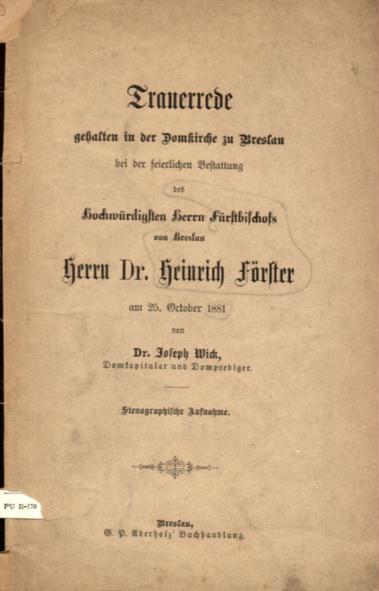 Trauerrede
gehalten in der Domkirche zu Breslau
bei der feierlichen Bestattung
des
Hochwürdigsten Herrn Fürstbischofs
von Breslau
Herrn Dr. Heinrich Förster
am 25. October 1881
von
Dr. Joseph Wick,
Domkapitular und Domprediger.
Stenographische Aufnahme.
PU B-170
Breslau,
G. P. Aderholz' Buchhandlung.